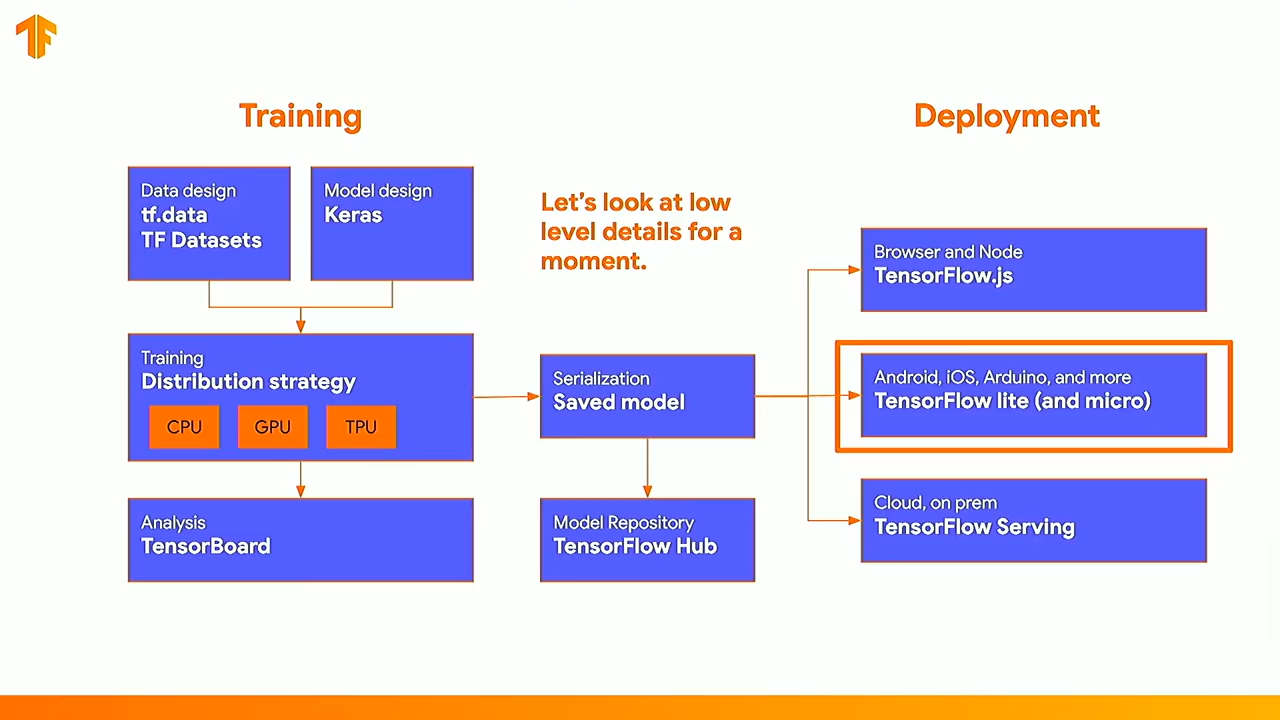 Training
Deployment
Data design
tf.data
TF Datasets
Model design
Keras
Let's look at low
level details for a
moment.
Training
Distribution strategy
CPU
GPU
TPU
Analysis
TensorBoard
Serialization
Saved model
Model Repository
TensorFlow Hub
Browser and Node
TensorFlow.js
Android, iOS, Arduino, and more
TensorFlow lite (and micro)
Cloud, on prem
TensorFlow Serving